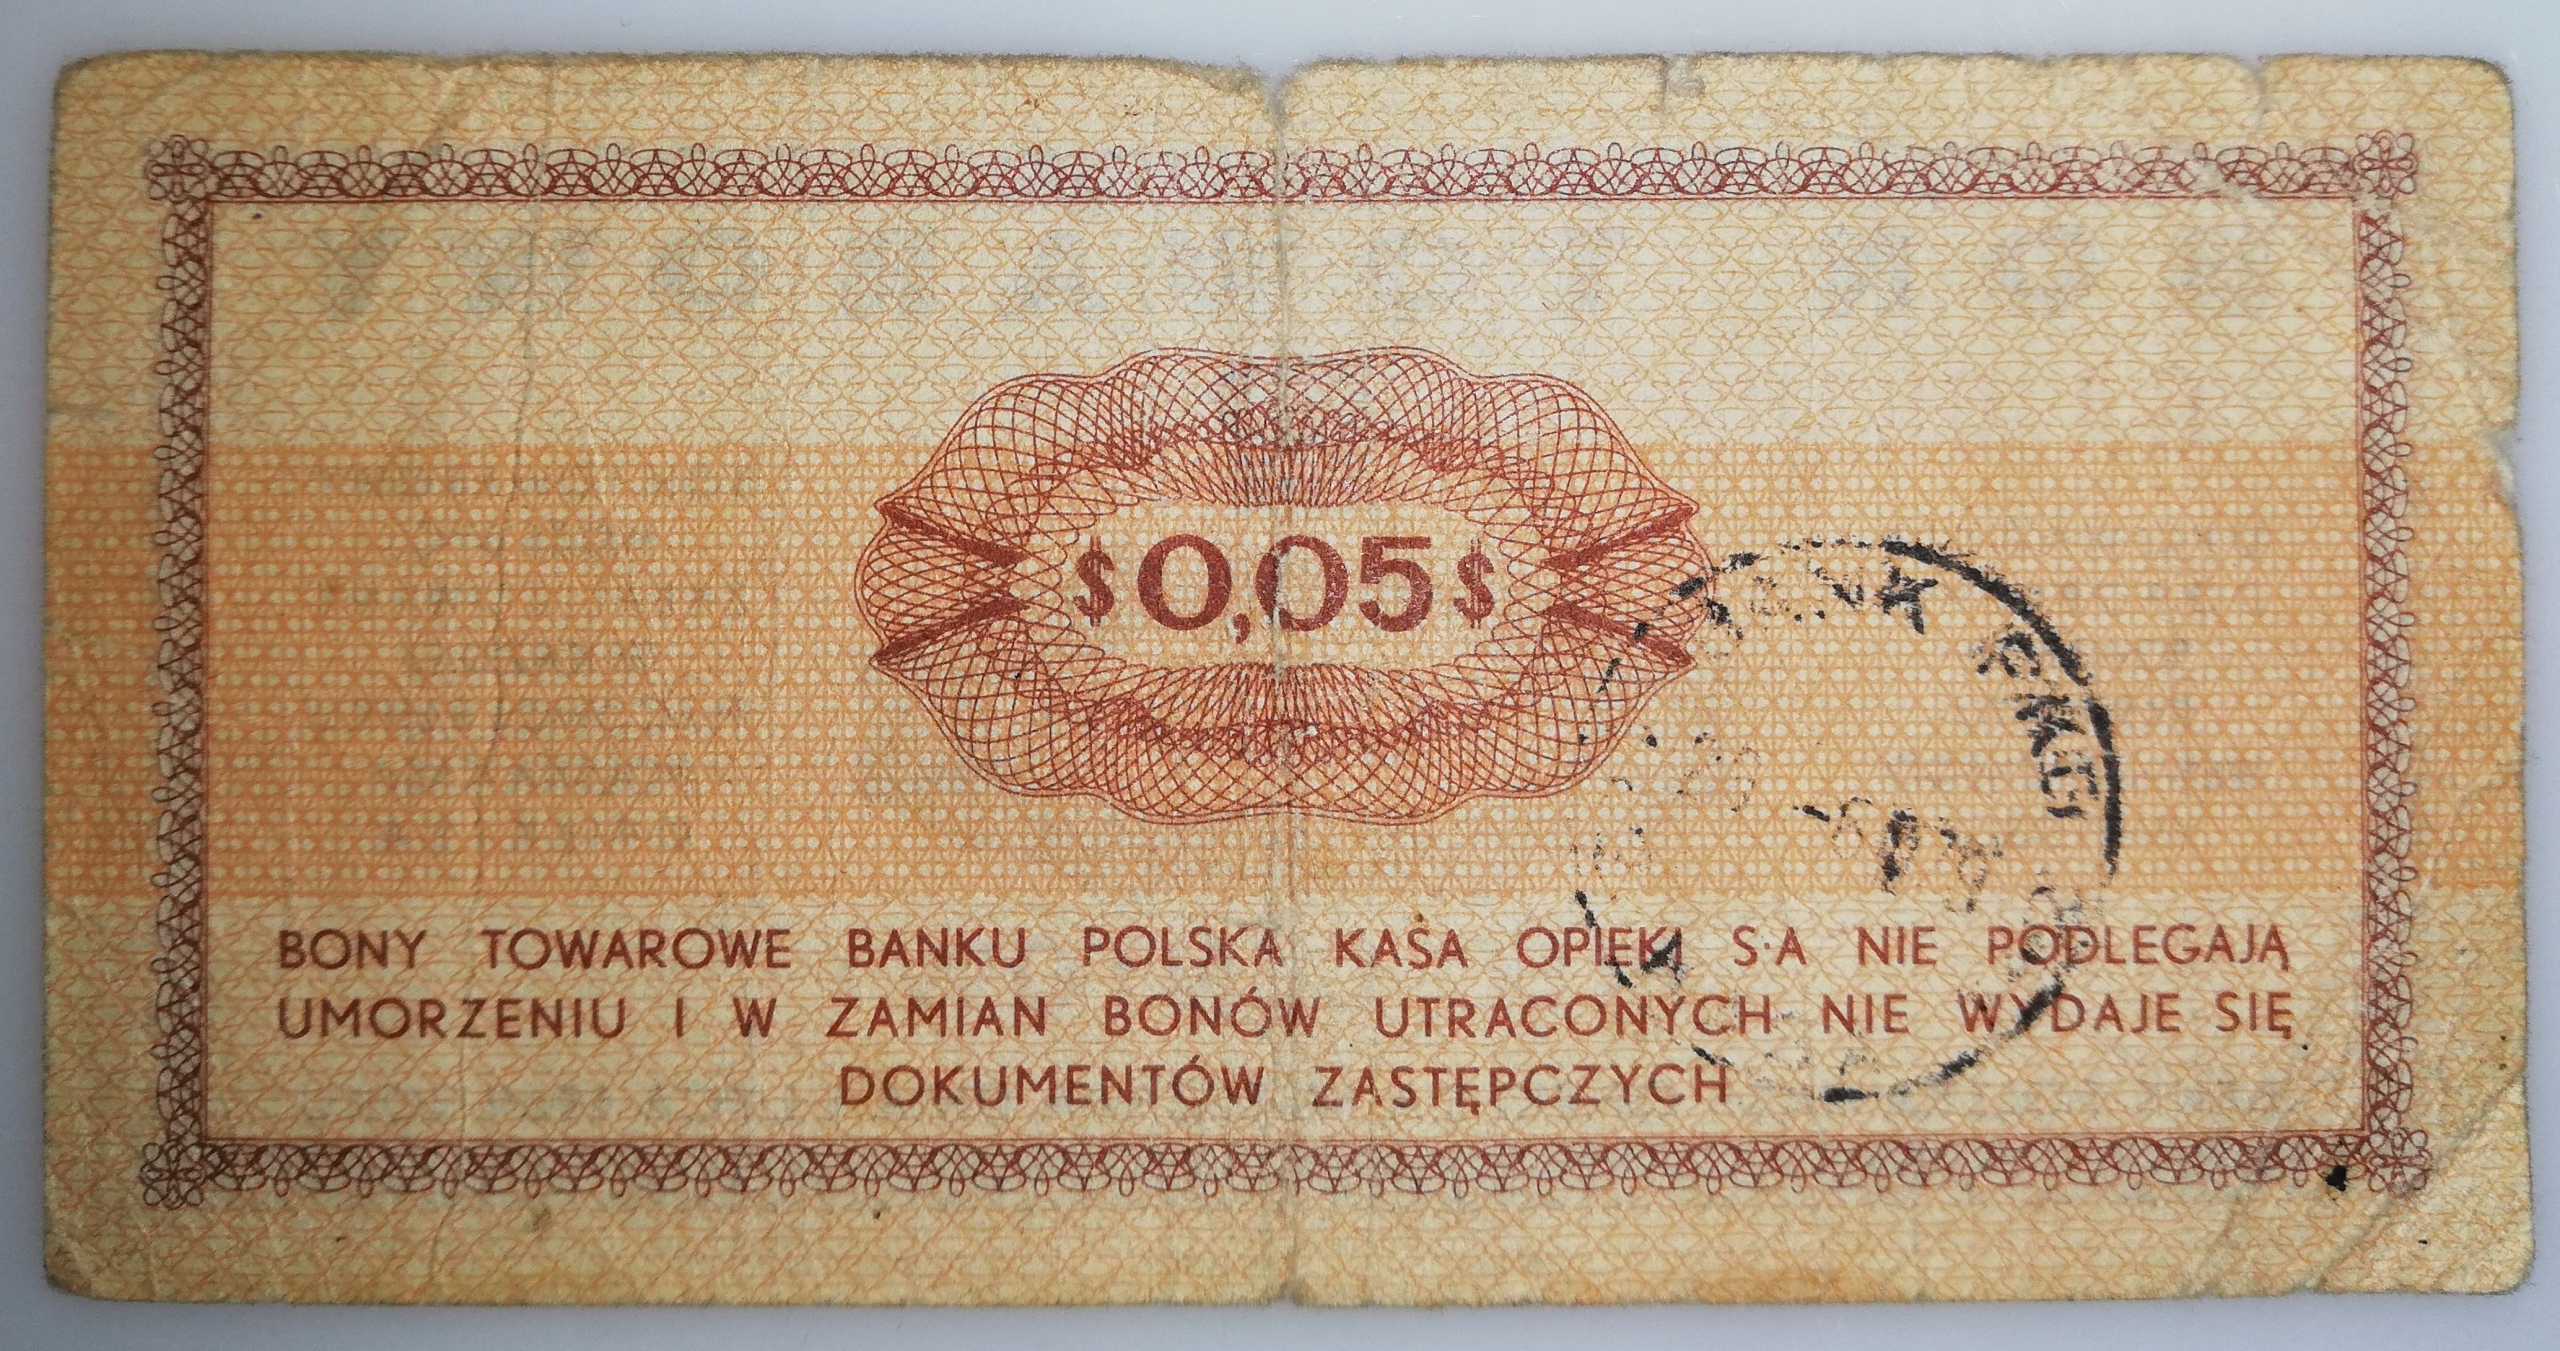 $0,05$
BONY TOWAROWE BANKU POLSKA KASA OPIEKI S·A NIE PODLEGAJĄ
UMORZENIU I W ZAMIAN BONÓW UTRACONYCH NIE WYDAJE SIĘ
DOKUMENTÓW ZASTĘPCZYCH